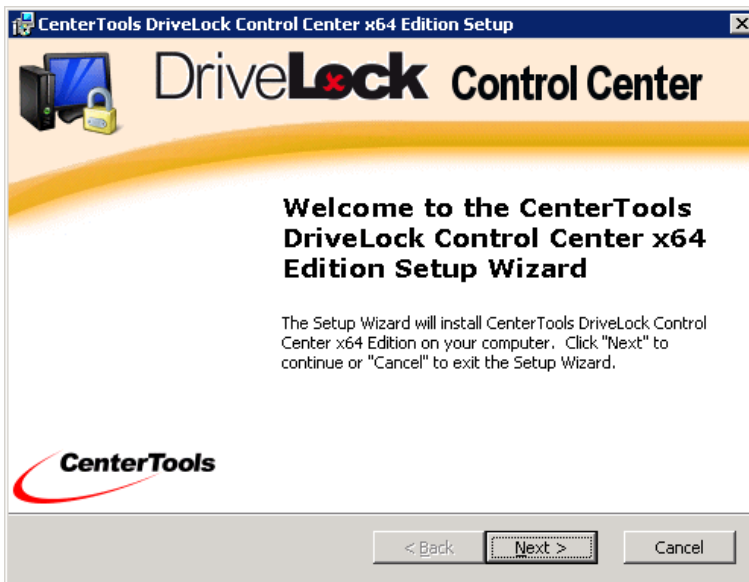 CenterTools DriveLock Control Center x64 Edition Setup
DriveLock Control Center
Welcome to the CenterTools
DriveLock Control Center x64
Edition Setup Wizard
The Setup Wizard will install CenterTools DriveLock Control
Center x64 Edition on your computer. Click "Next" to
continue or "Cancel" to exit the Setup Wizard.
CenterTools
< Back
Next >
Cancel